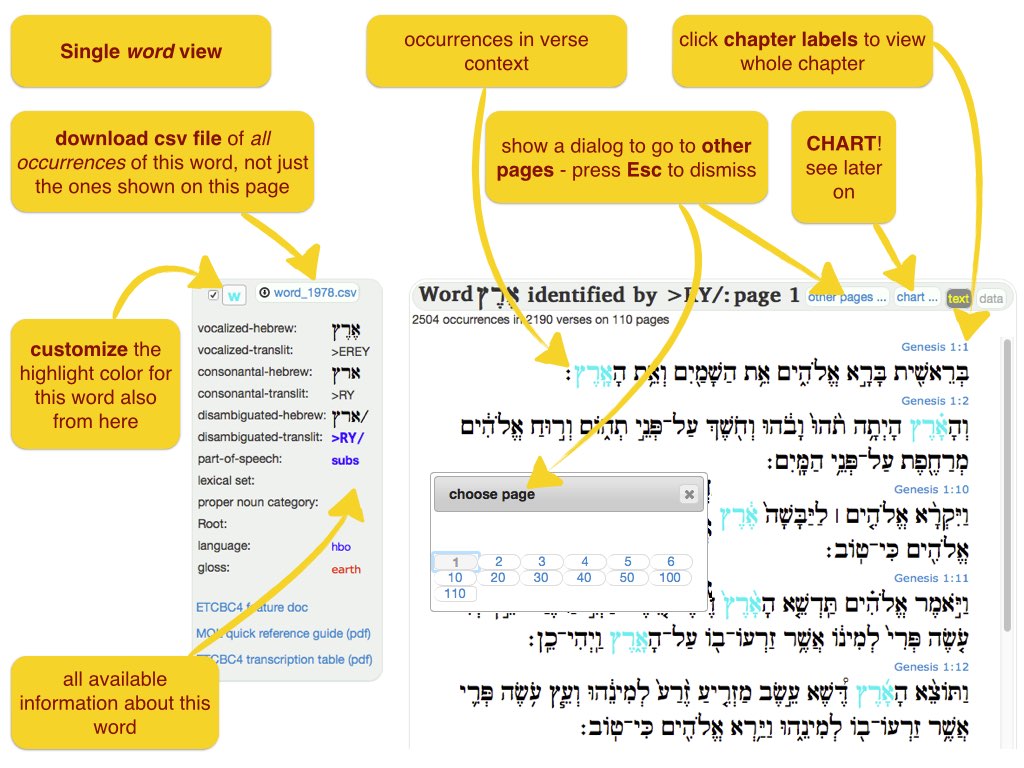 Single word view
occurrences in verse
context
click chapter labels to view
whole chapter
download csv file of all
occurrences of this word, not just
the ones shown on this page
show a dialog to go to other
pages - press Esc to dismiss
CHART!
see later
on
customize the
highlight color for
this word also
from here
w
word_1978.csv
vocalized-hebrew: אֶרֶץ
vocalized-translit: >EREY
consonantal-hebrew: ארץ
consonantal-translit: >RY
disambiguated-hebrew: ארץ/
disambiguated-translit: >RY/
part-of-speech: subs
lexical set:
proper noun category:
Root:
language: hbo
gloss: earth
ETCBC4 feature doc
MQL quick reference guide (pdf)
ETCBC4 transcription table (pdf)
all available
information about this
word
Word אֶרֶץ identified by >RY/: page 1
other pages ...
chart ...
text
data
2504 occurrences in 2190 verses on 110 pages
Genesis 1:1
בְּרֵאשִׁ֖ית בָּרָ֣א אֱלֹהִ֑ים אֵ֥ת הַשָּׁמַ֖יִם וְאֵ֥ת הָאָֽרֶץ׃
Genesis 1:2
וְהָאָ֗רֶץ הָיְתָ֥ה תֹ֨הוּ֙ וָבֹ֔הוּ וְחֹ֖שֶׁךְ עַל־פְּנֵ֣י תְהֹ֑ום וְר֣וּחַ אֱלֹהִ֔ים
מְרַחֶ֖פֶת עַל־פְּנֵ֥י הַמָּֽיִם׃
Genesis 1:10
וַיִּקְרָ֨א אֱלֹהִ֤ים ׀ לַיַּבָּשָׁה֙ אֶ֔רֶץ
אֱלֹהִ֖ים כִּי־טֹֽוב׃
Genesis 1:11
וַיֹּ֣אמֶר אֱלֹהִ֗ים תַּֽדְשֵׁ֤א הָאָ֨רֶץ֙
עֹ֤שֶׂה פְּרִי֙ לְמִינֹ֔ו אֲשֶׁ֥ר זַרְעֹו־בֹ֖ו עַל־הָאָ֑רֶץ וַֽיְהִי־כֵֽן׃
Genesis 1:12
וַתֹּוצֵ֨א הָאָ֜רֶץ דֶּ֠שֶׁא עֵ֣שֶׂב מַזְרִ֤יעַ זֶ֨רַע֙ לְמִינֵ֔הוּ וְעֵ֧ץ עֹֽשֶׂה־פְּרִ֛י
אֲשֶׁ֥ר זַרְעֹו־בֹ֖ו לְמִינֵ֑הוּ וַיַּ֥רְא אֱלֹהִ֖ים כִּי־טֹֽוב׃
choose page
1 2 3 4 5 6
10 20 30 40 50 100
110